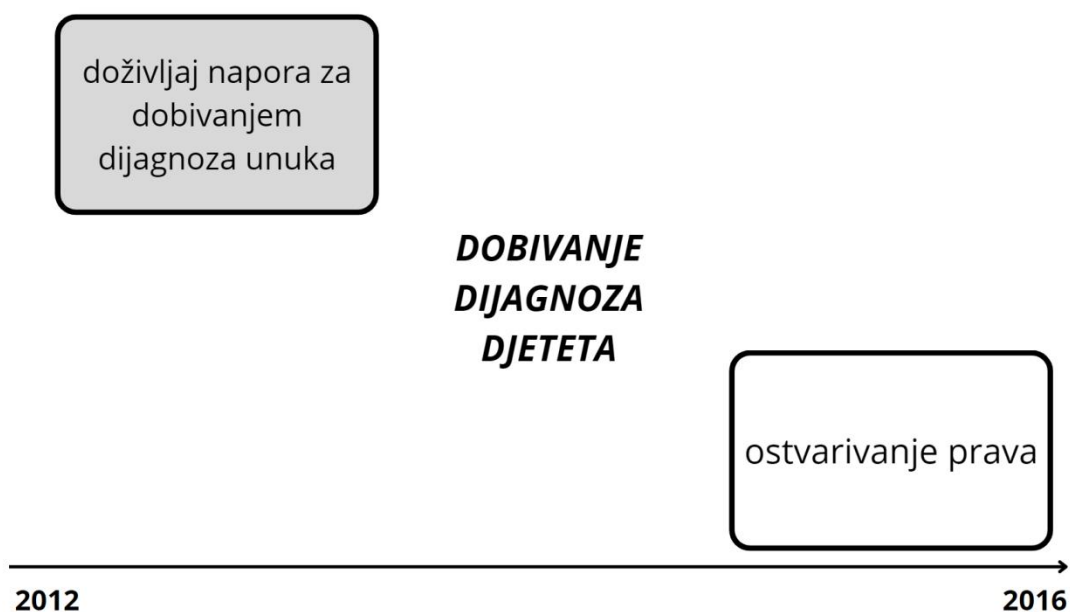 doživljaj napora za
dobivanjem
dijagnoza unuka
DOBIVANJE
DIJAGNOZA
DJETETA
ostvarivanje prava
2012
2016